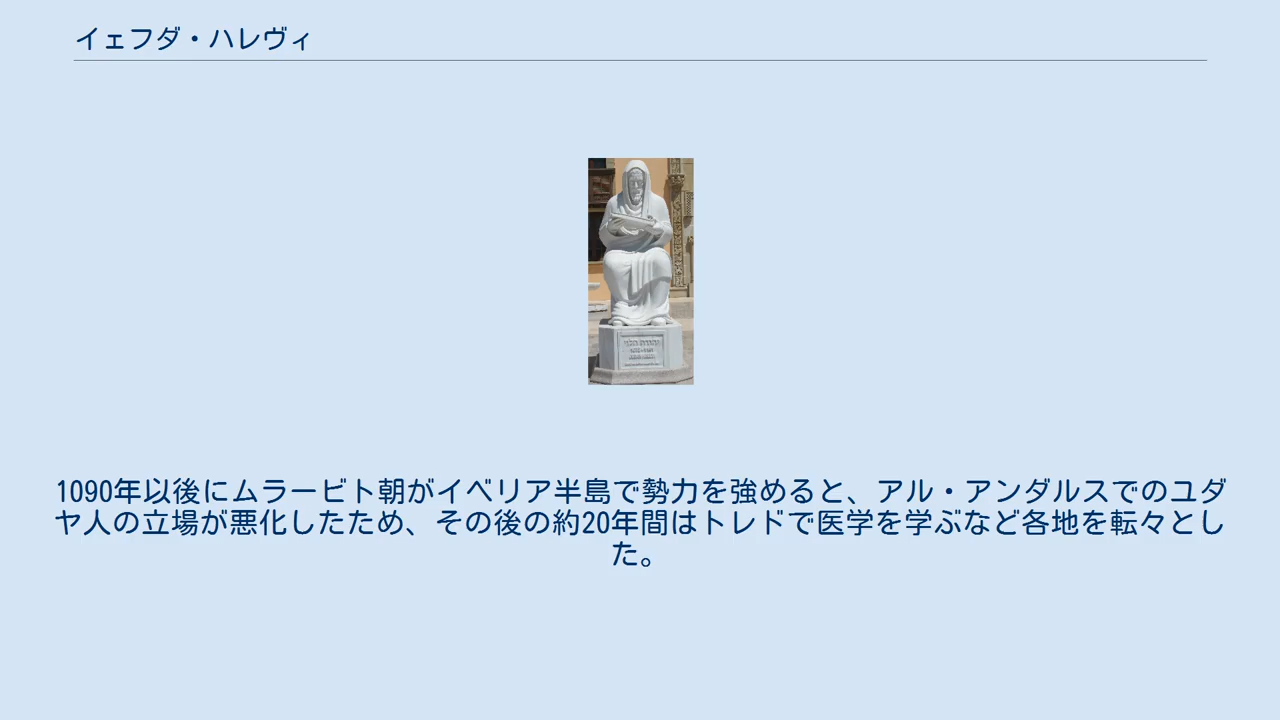 イェフダ・ハレヴィ
1090年以後にムラービト朝がイベリア半島で勢力を強めると、アル・アンダルスでのユダ
ヤ人の立場が悪化したため、その後の約20年間はトレドで医学を学ぶなど各地を転々とし
た。